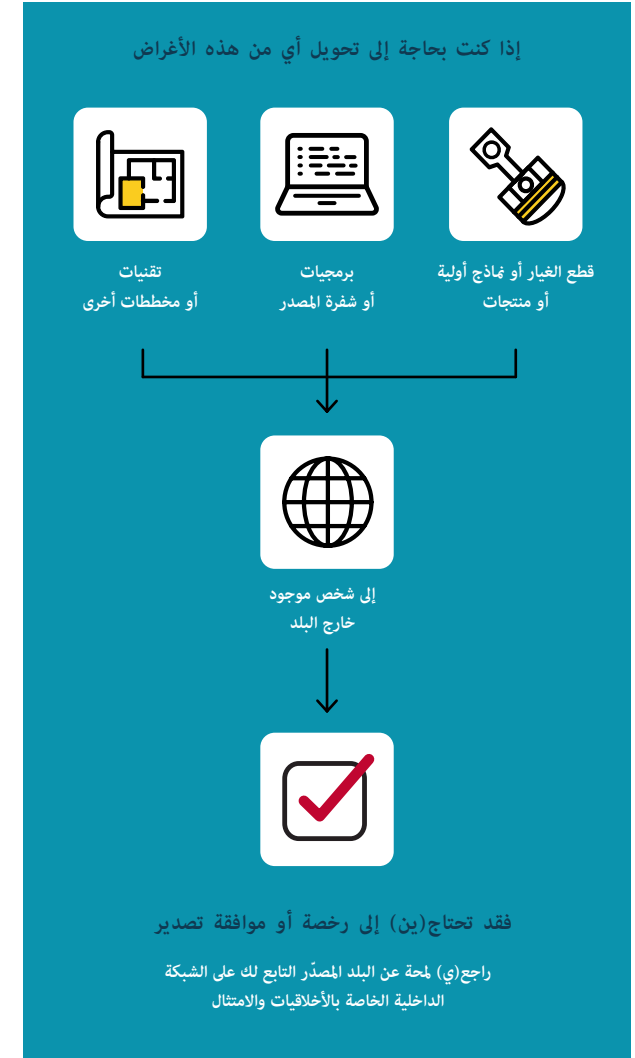 إذا كنت بحاجة إلى تحويل أي من هذه الأغراض
قطع الغيار أو نماذج أولية
أو منتجات
برمجيات
أو شفرة المصدر
تقنيات
أو مخططات أخرى
إلى شخص موجود
خارج البلد
فقد تحتاج(ين) إلى رخصة أو موافقة تصدير
راجع(ي) لمحة عن البلد المصدّر التابع لك على الشبكة
الداخلية الخاصة بالأخلاقيات والامتثال